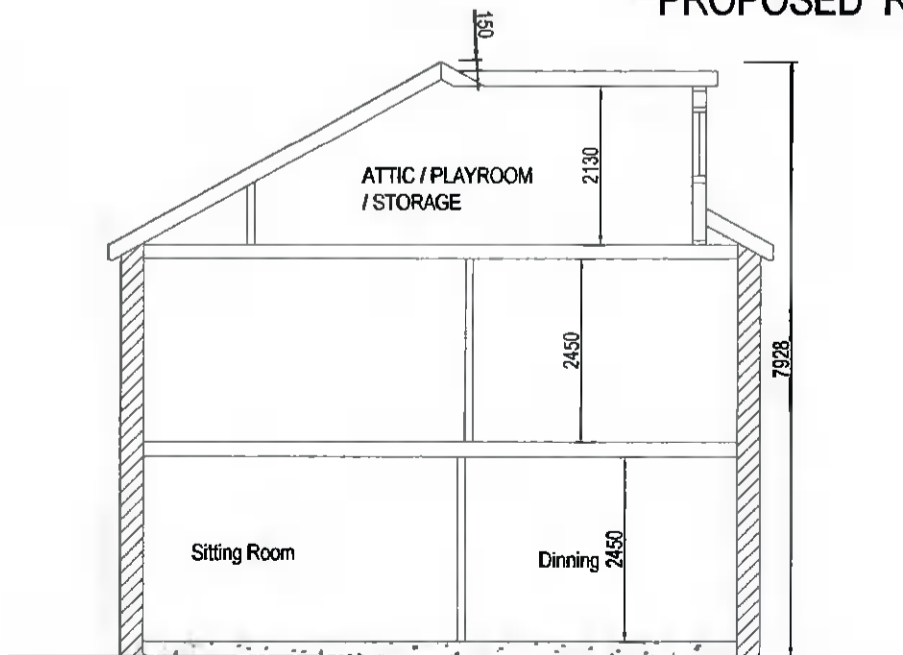 PROPOSED R
150
ATTIC / PLAYROOM
/ STORAGE
2130
2450
7928
Sitting Room
Dinning
2450